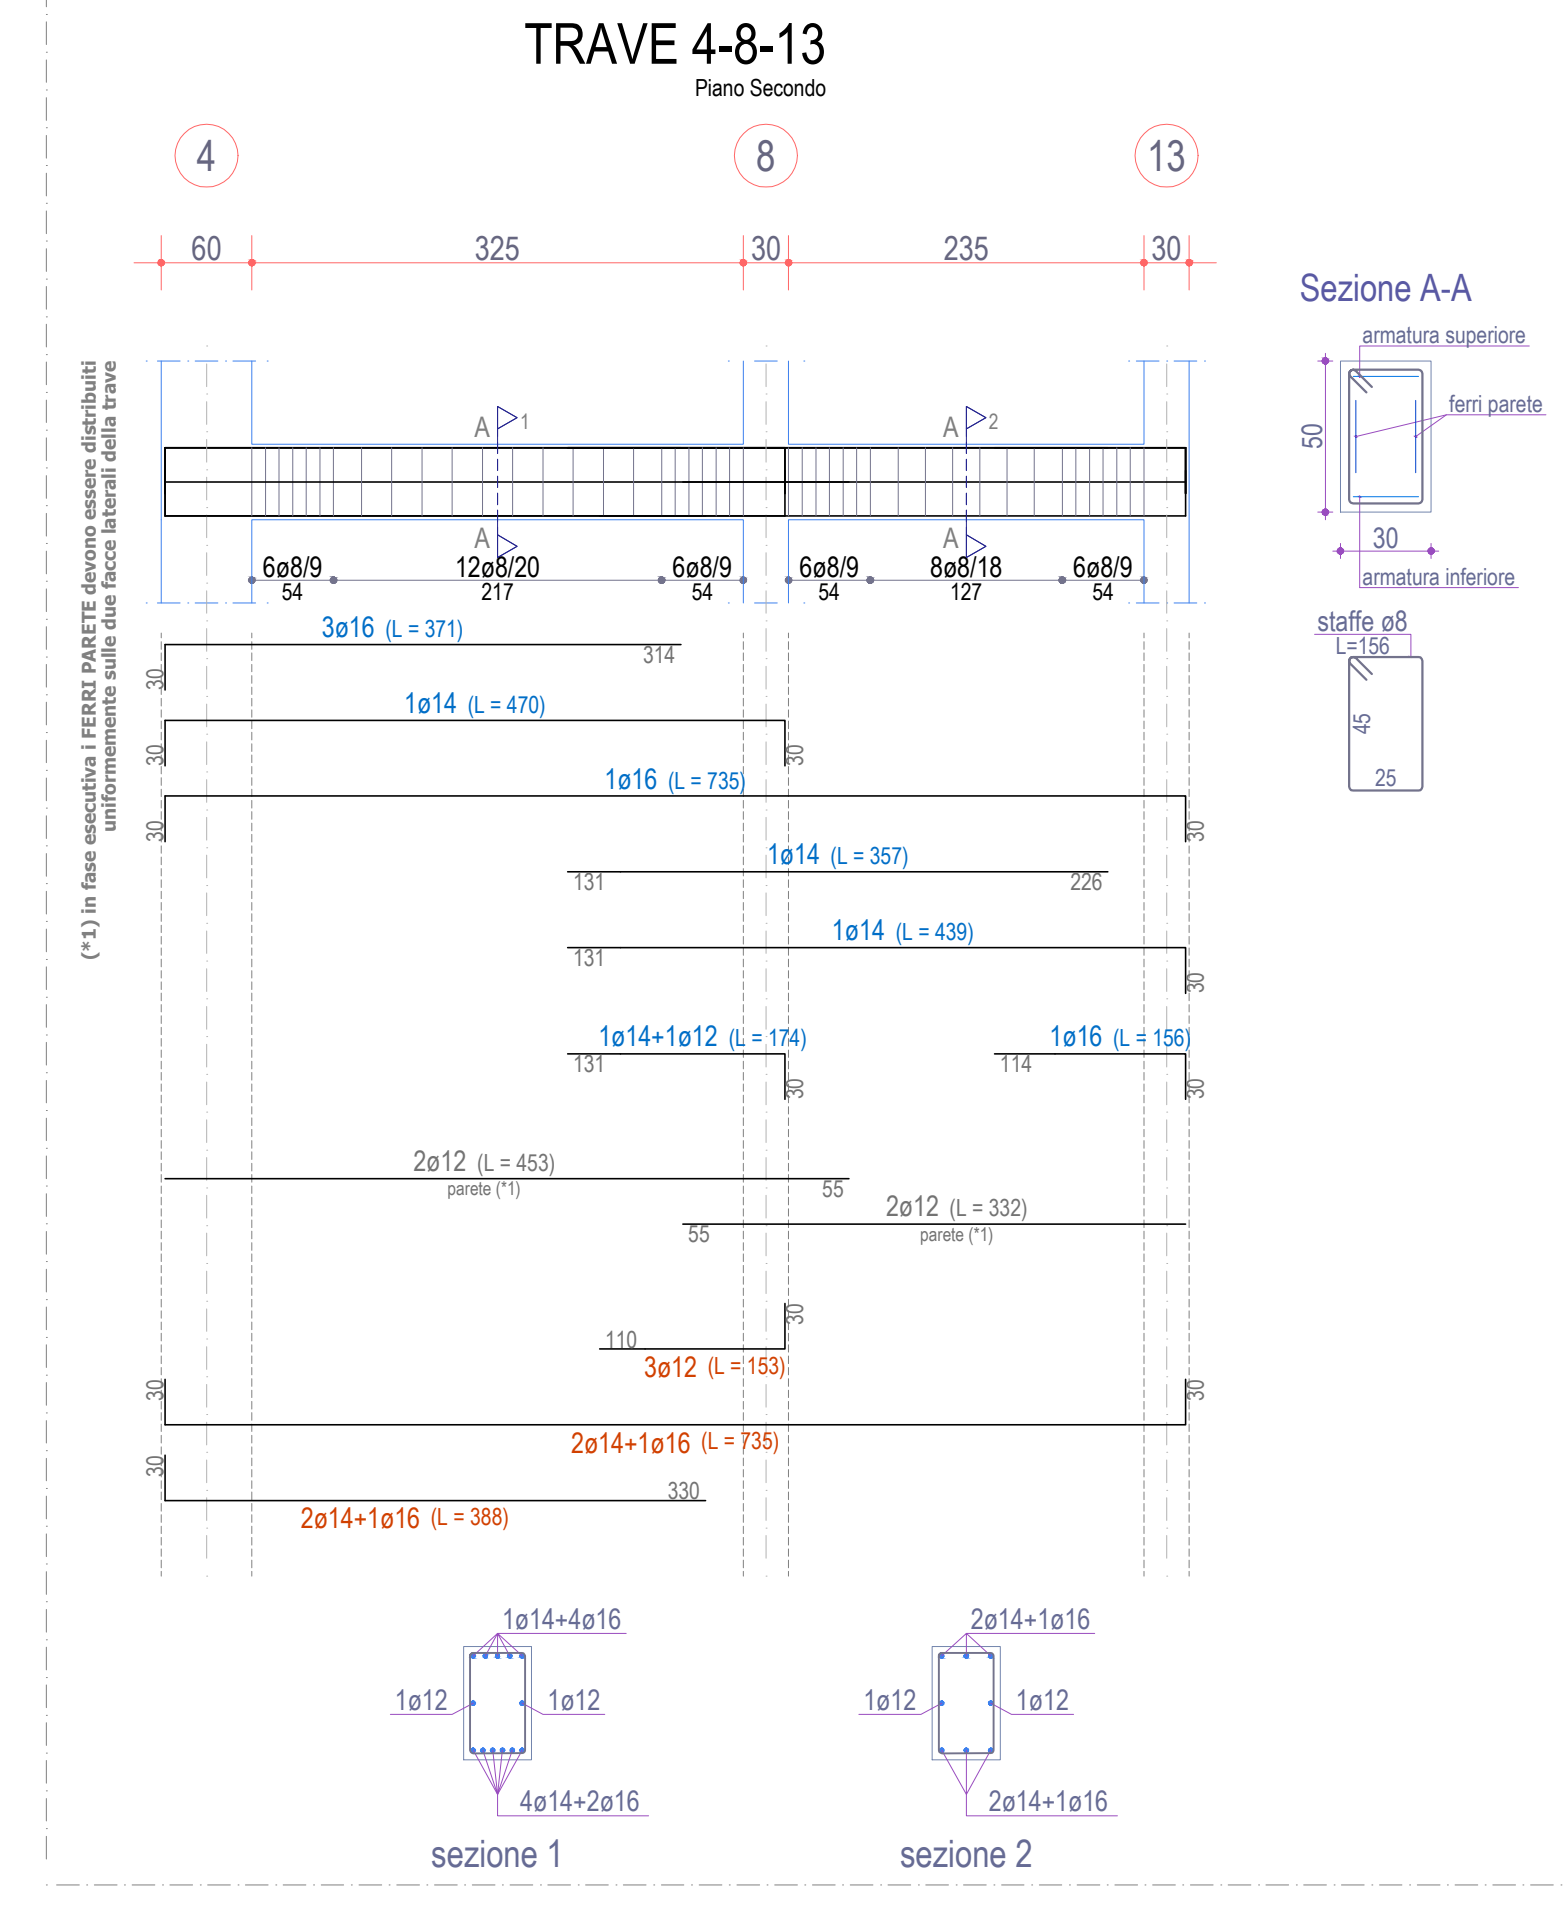 TRAVE 4-8-13
Piano Secondo
4 8 13
60 325 30 235 30
Sezione A-A
armatura superiore
ferri parete
50
30
armatura inferiore
staffe ø8
L=156
45
25
(*1) in fase esecutiva i FERRI PARETE devono essere distribuiti
uniformemente sulle due facce laterali della trave
A 1 A 2
A A
6ø8/9 12ø8/20 6ø8/9 6ø8/9 8ø8/18 6ø8/9
54 217 54 54 127 54
3ø16 (L = 371)
314
30
1ø14 (L = 470)
30 30
1ø16 (L = 735)
30 30
1ø14 (L = 357)
131 226
1ø14 (L = 439)
131
30
1ø14+1ø12 (L = 174) 1ø16 (L = 156)
131 114
30 30
2ø12 (L = 453)
parete (*1) 55
2ø12 (L = 332)
55 parete (*1)
30
110
3ø12 (L = 153)
30 30
2ø14+1ø16 (L = 735)
30
330
2ø14+1ø16 (L = 388)
1ø14+4ø16 2ø14+1ø16
1ø12 1ø12 1ø12 1ø12
4ø14+2ø16 2ø14+1ø16
sezione 1 sezione 2